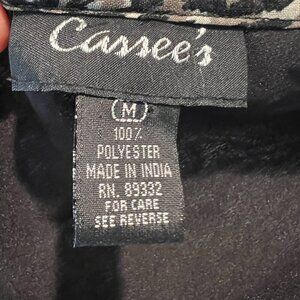 Cassee's
M
100%
POLYESTER
MADE IN INDIA
RN. 89332
FOR CARE
SEE REVERSE